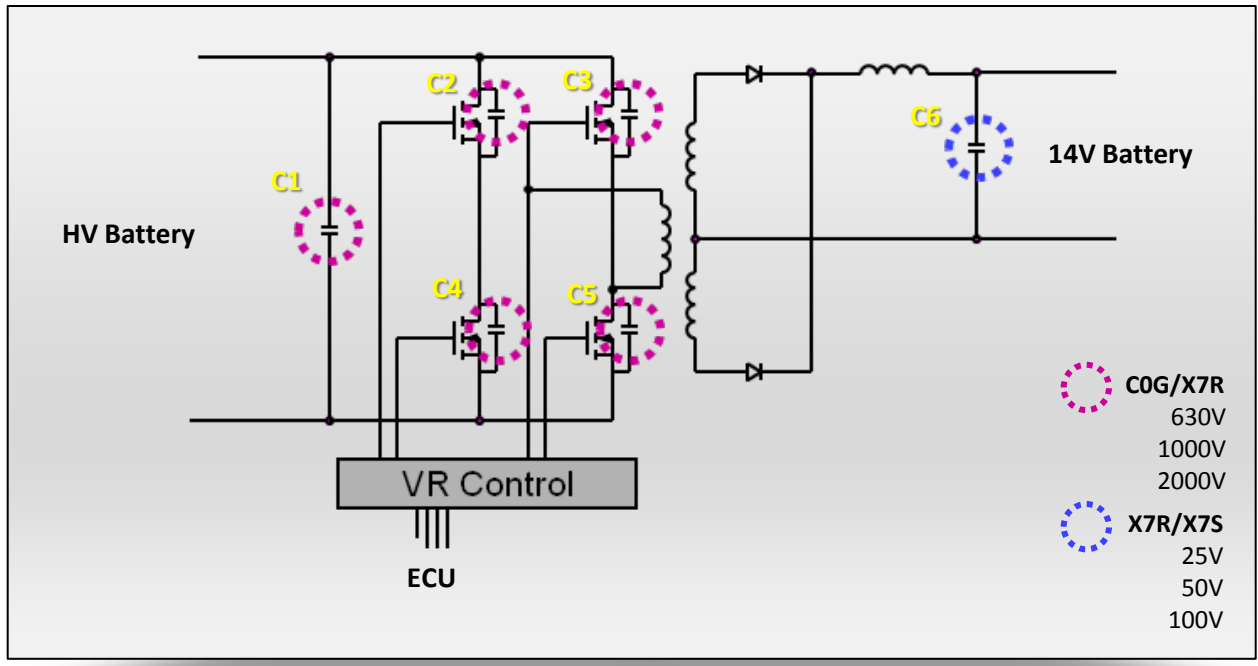 C2
C3
C6
14V Battery
C1
HV Battery
C4
C5
C0G/X7R
630V
1000V
2000V
VR Control
X7R/X7S
25V
50V
100V
ECU